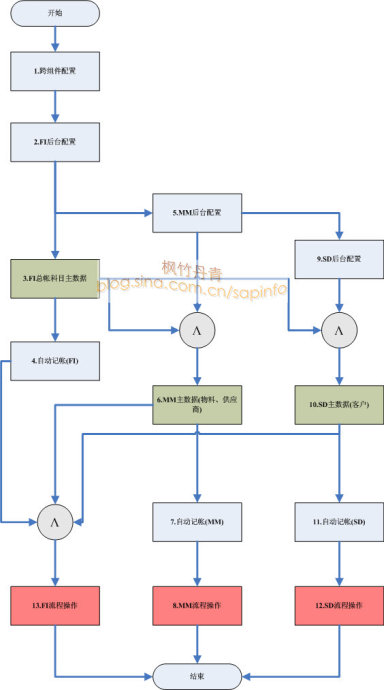 开始
1.跨组件配置
2.FI后台配置
5.MM后台配置
9.SD后台配置
枫竹丹青
blog.sina.com.cn/sapinfo
3.FI总帐科目主数据
Λ
Λ
4.自动记帐(FI)
6.MM主数据(物料、供应
商)
10.SD主数据(客户)
Λ
7.自动记帐(MM)
11.自动记帐(SD)
13.FI流程操作
8.MM流程操作
12.SD流程操作
结束